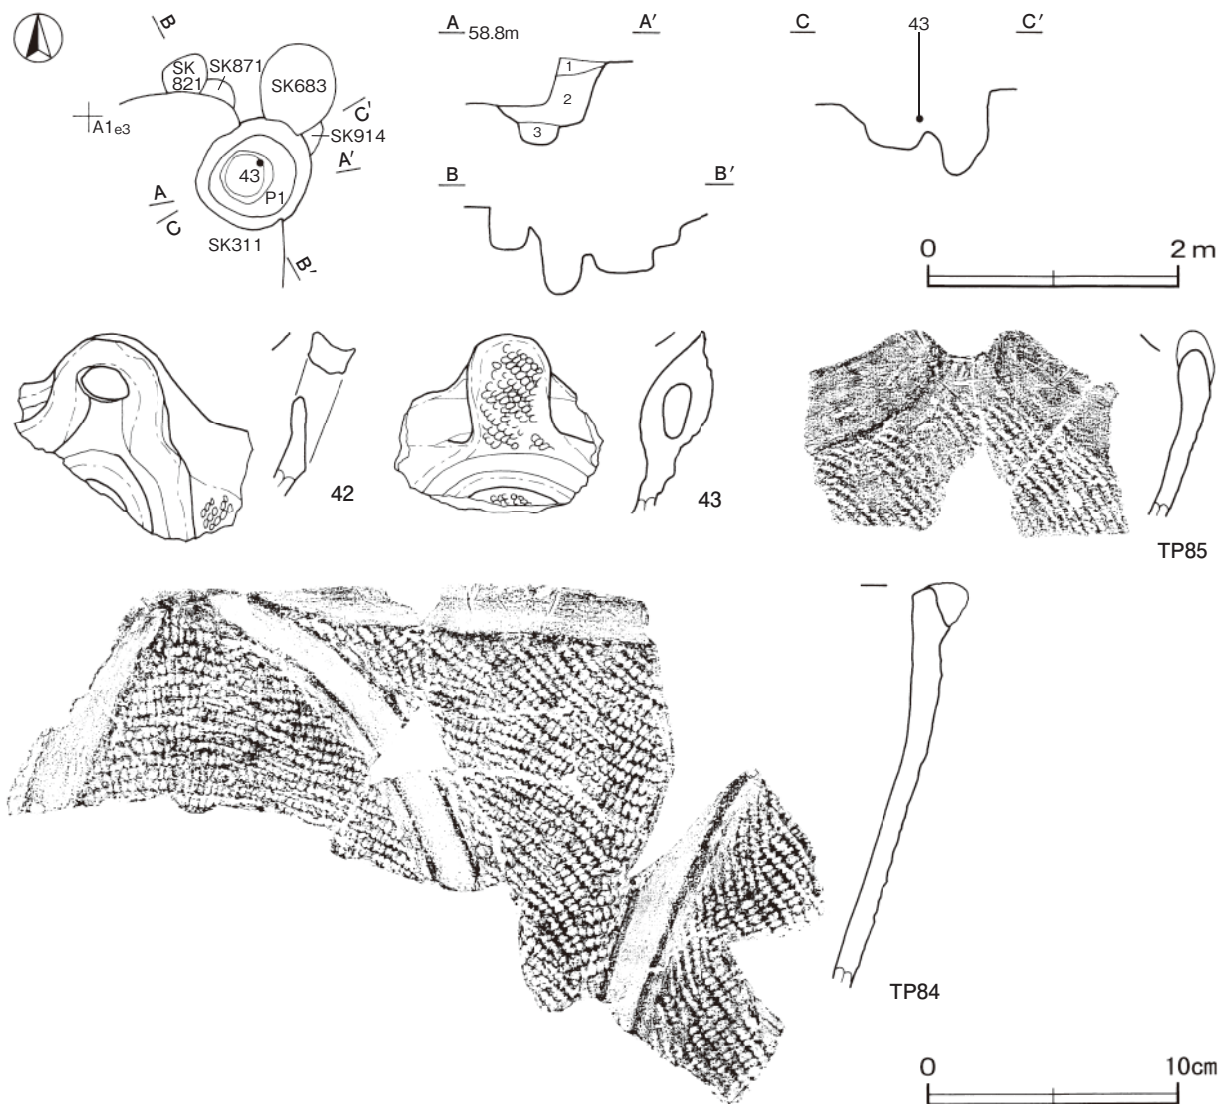 B
SK
821
SK871
SK683
A1e3
C′
SK914
A′
43
P1
A
C
SK311
B′
A 58.8m A′
1
2
3
B B′
C 43 C′
0 2 m
42
43
TP85
TP84
0 10cm